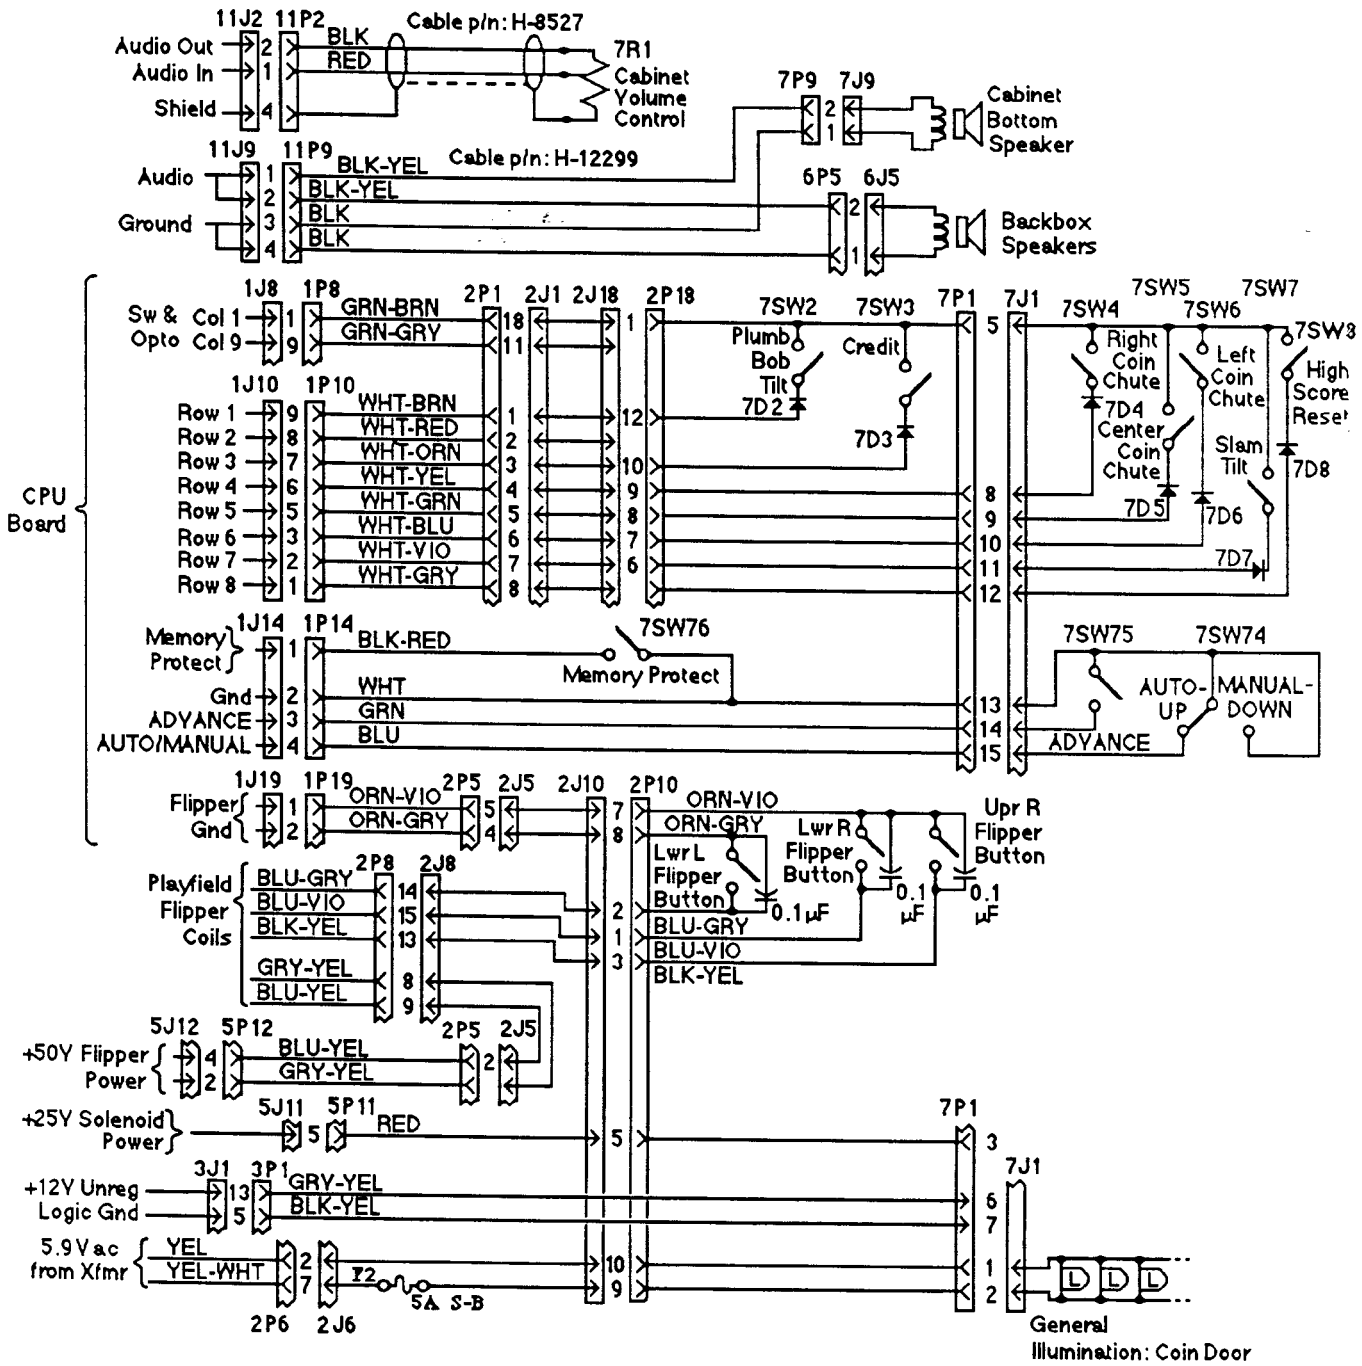 11J2 11P2 Cable p/n: H-8527
Audio Out 2 BLK
Audio In 1 RED
Shield 4
7R1
Cabinet
Volume
Control
7P9 7J9
2
1
Cabinet
Bottom
Speaker
11J9 11P9 Cable p/n: H-12299
Audio 1 BLK-YEL
2 BLK-YEL
Ground 3 BLK
4 BLK
6P5 6J5
2
1
Backbox
Speakers
CPU
Board
1J8 1P8 2P1 2J1 2J18 2P18 7SW2 7SW3 7P1 7J1 7SW4 7SW5 7SW6 7SW7 7SW8
Sw & Col 1 1 GRN-BRN 18 1 5
Opto Col 9 9 GRN-GRY 11
Plumb
Bob
Tilt
7D2
Credit
7D3
Right
Coin
Chute
7D4
Center
Coin
Chute
7D5
Left
Coin
Chute
7D6
Slam
Tilt
7D7
High
Score
Reset
7D8
1J10 1P10
Row 1 9 WHT-BRN 1 12
Row 2 8 WHT-RED 2
Row 3 7 WHT-ORN 3 10
Row 4 6 WHT-YEL 4 9 8
Row 5 5 WHT-GRN 5 8 9
Row 6 3 WHT-BLU 6 7 10
Row 7 2 WHT-VIO 7 6 11
Row 8 1 WHT-GRY 8 12
1J14 1P14 7SW76 7SW75 7SW74
Memory
Protect
1 BLK-RED
Memory Protect
Gnd 2 WHT 13
ADVANCE 3 GRN 14
AUTO/MANUAL 4 BLU 15 ADVANCE
AUTO-
UP
MANUAL-
DOWN
1J19 1P19 2P5 2J5 2J10 2P10
Flipper 1 ORN-VIO 5 7 ORN-VIO
Gnd 2 ORN-GRY 4 8 ORN-GRY
Lwr L
Flipper
Button
0.1µF
Lwr R
Flipper
Button
0.1
µF
Upr R
Flipper
Button
0.1
µF
2P8 2J8
Playfield
Flipper
Coils
BLU-GRY 14 2 BLU-GRY
BLU-VIO 15 1 BLU-VIO
BLK-YEL 13 3 BLK-YEL
GRY-YEL 8
BLU-YEL 9
5J12 5P12 2P5 2J5
+50V Flipper
Power
4 BLU-YEL 2
2 GRY-YEL
5J11 5P11 7P1
+25V Solenoid
Power
5 RED 5 3
3J1 3P1 7J1
+12V Unreg 13 GRY-YEL 6
Logic Gnd 5 BLK-YEL 7
5.9Vac
from Xfmr
YEL 2 10 1
YEL-WHT 7 F2 9 2
5A S-B
L L L
2P6 2J6
General
Illumination: Coin Door